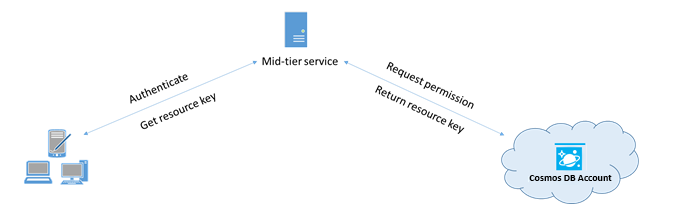 Mid-tier service
Authenticate
Get resource key
Request permission
Return resource key
Cosmos DB Account